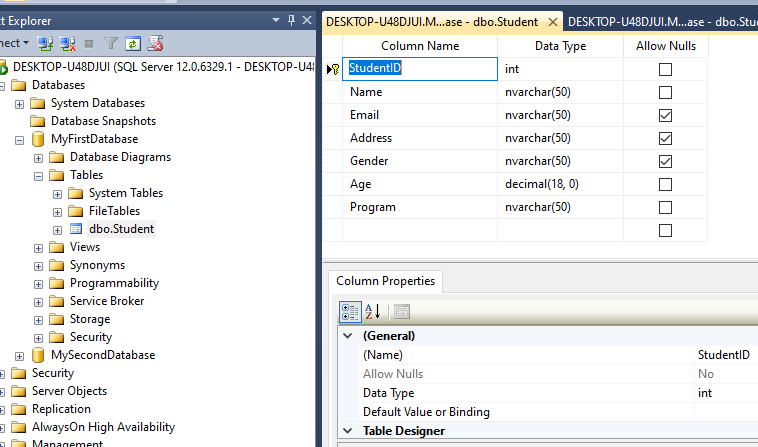 ct Explorer
nnect
DESKTOP-U48DJUI (SQL Server 12.0.6329.1 - DESKTOP-U48
Databases
System Databases
Database Snapshots
MyFirstDatabase
Database Diagrams
Tables
System Tables
FileTables
dbo.Student
Views
Synonyms
Programmability
Service Broker
Storage
Security
MySecondDatabase
Security
Server Objects
Replication
AlwaysOn High Availability
Management
DESKTOP-U48DJUI.M...ase - dbo.Student
DESKTOP-U48DJUI.M...ase - dbo.Stu
Column Name Data Type Allow Nulls
StudentID int
Name nvarchar(50)
Email nvarchar(50)
Address nvarchar(50)
Gender nvarchar(50)
Age decimal(18, 0)
Program nvarchar(50)
Column Properties
(General)
(Name) StudentID
Allow Nulls No
Data Type int
Default Value or Binding
Table Designer